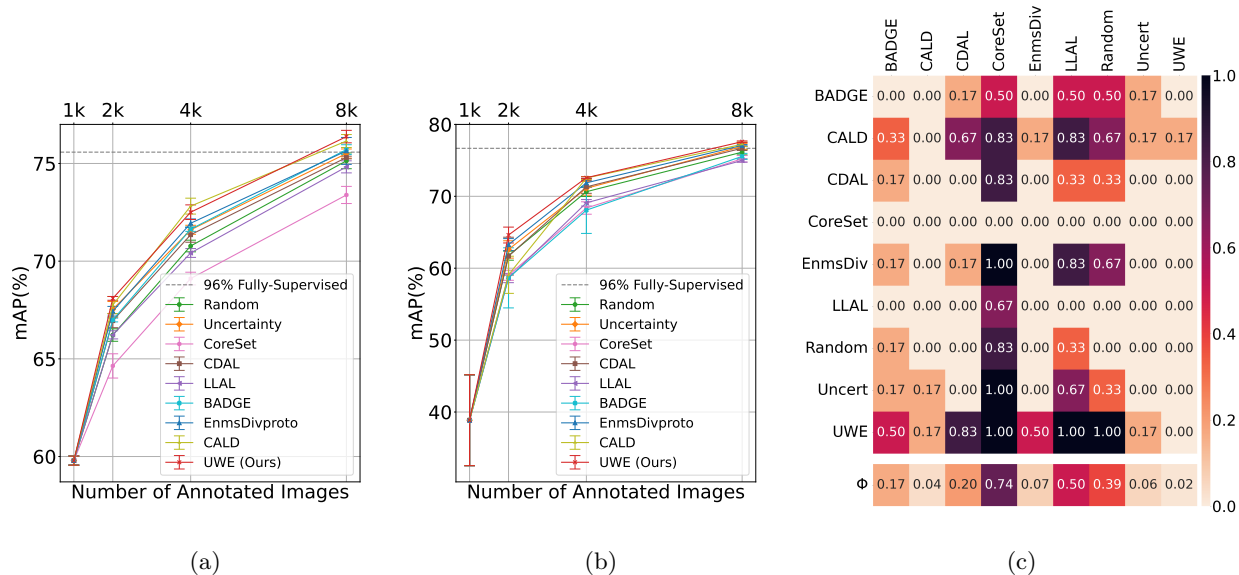 1k 2k 4k 8k
75
70
65
60
mAP(%)
96% Fully-Supervised
Random
Uncertainty
CoreSet
CDAL
LLAL
BADGE
EnmsDivproto
CALD
UWE (Ours)
Number of Annotated Images
(a)
1k 2k 4k 8k
80
70
60
50
40
mAP(%)
96% Fully-Supervised
Random
Uncertainty
CoreSet
CDAL
LLAL
BADGE
EnmsDivproto
CALD
UWE (Ours)
Number of Annotated Images
(b)
BADGE CALD CDAL CoreSet EnmsDiv LLAL Random Uncert UWE
BADGE 0.00 0.00 0.17 0.50 0.00 0.50 0.50 0.17 0.00
CALD 0.33 0.00 0.67 0.83 0.17 0.83 0.67 0.17 0.17
CDAL 0.17 0.00 0.00 0.83 0.00 0.33 0.33 0.00 0.00
CoreSet 0.00 0.00 0.00 0.00 0.00 0.00 0.00 0.00 0.00
EnmsDiv 0.17 0.00 0.17 1.00 0.00 0.83 0.67 0.00 0.00
LLAL 0.00 0.00 0.00 0.67 0.00 0.00 0.00 0.00 0.00
Random 0.17 0.00 0.00 0.83 0.00 0.33 0.00 0.00 0.00
Uncert 0.17 0.17 0.00 1.00 0.00 0.67 0.33 0.00 0.00
UWE 0.50 0.17 0.83 1.00 0.50 1.00 1.00 0.17 0.00
Φ 0.17 0.04 0.20 0.74 0.07 0.50 0.39 0.06 0.02
1.0
0.8
0.6
0.4
0.2
0.0
(c)